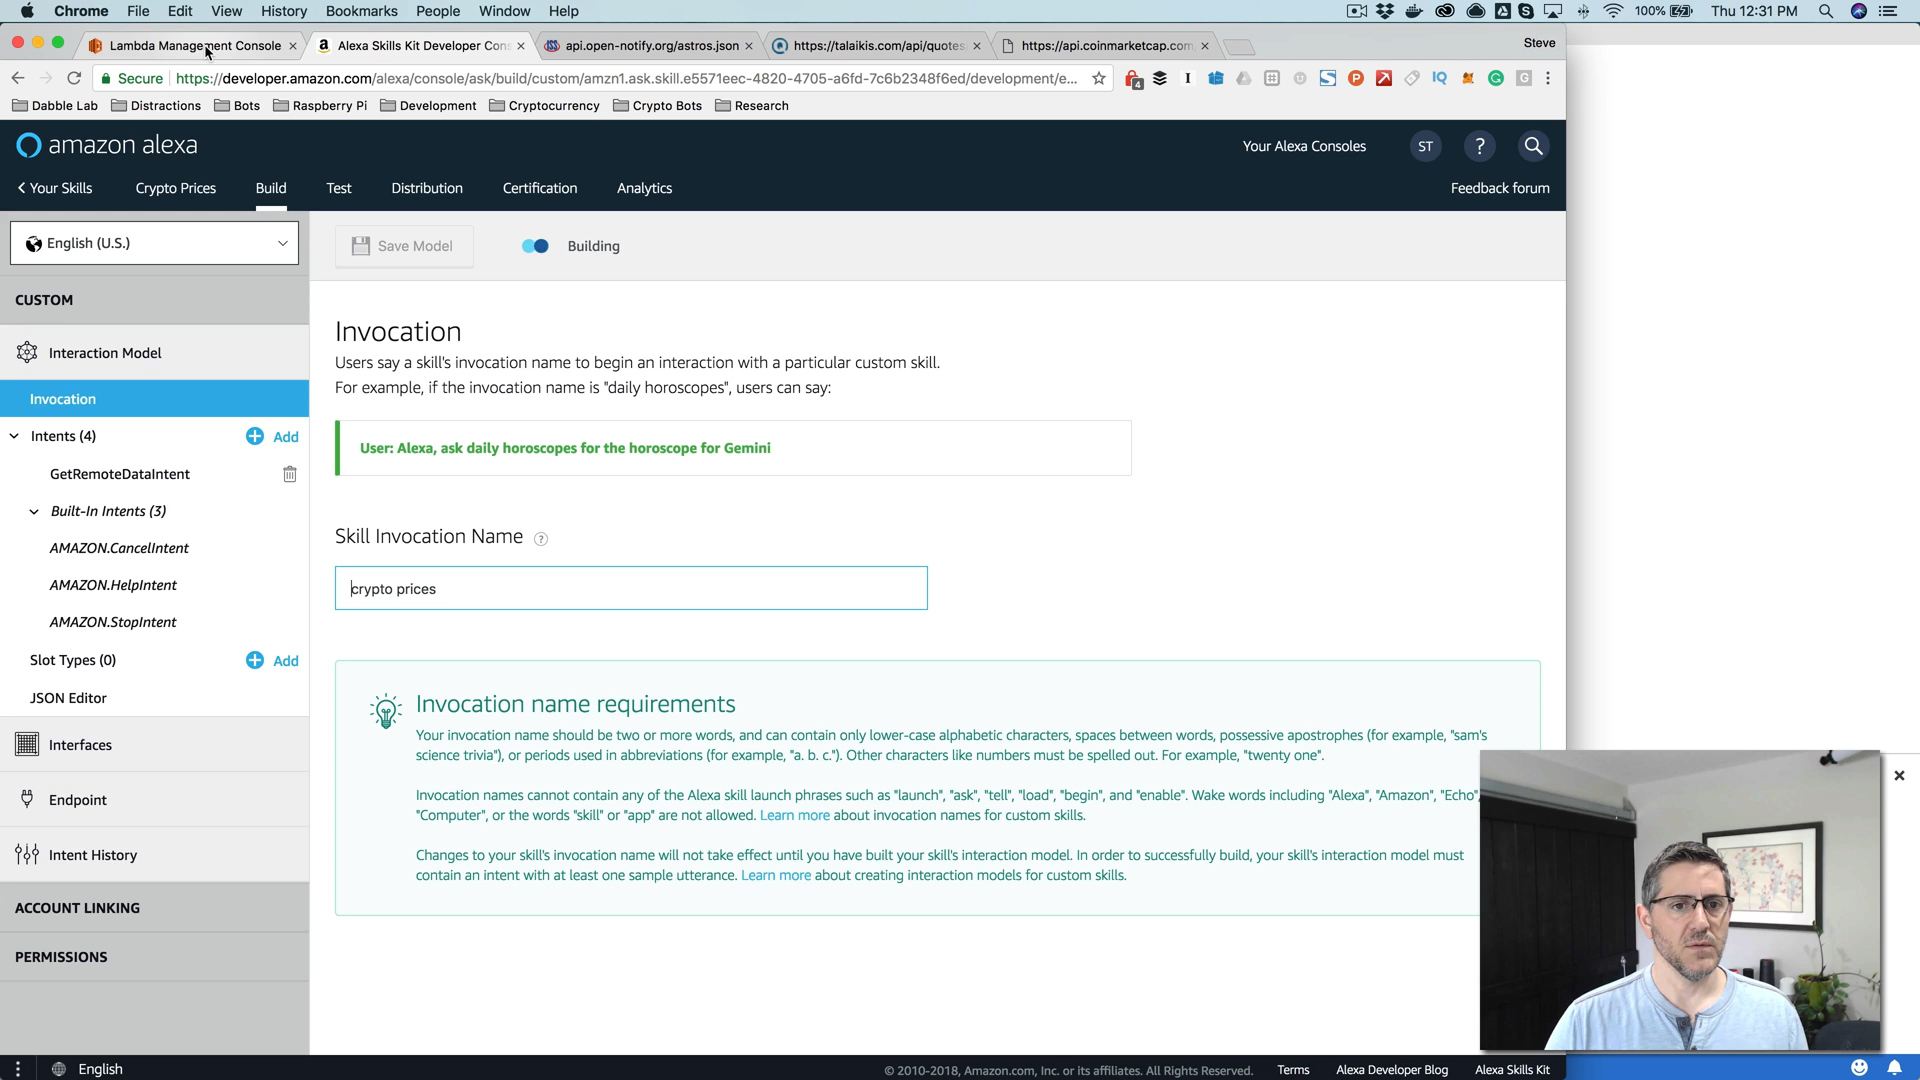 Chrome File Edit View History Bookmarks People Window Help 100% Thu 12:31 PM
Lambda Management Console Alexa Skills Kit Developer Con api.open-notify.org/astros.json https://talaikis.com/api/quotes https://api.coinmarketcap.com Steve
Secure https://developer.amazon.com/alexa/console/ask/build/custom/amzn1.ask.skill.e5571eec-4820-4705-a6fd-7c6b2348f6ed/development/e...
Dabble Lab Distractions Bots Raspberry Pi Development Cryptocurrency Crypto Bots Research
amazon alexa Your Alexa Consoles ST ?
Your Skills Crypto Prices Build Test Distribution Certification Analytics Feedback forum
English (U.S.) Save Model Building
CUSTOM
Interaction Model
Invocation
Intents (4) Add
GetRemoteDataIntent
Built-In Intents (3)
AMAZON.CancelIntent
AMAZON.HelpIntent
AMAZON.StopIntent
Slot Types (0) Add
JSON Editor
Interfaces
Endpoint
Intent History
ACCOUNT LINKING
PERMISSIONS
Invocation
Users say a skill's invocation name to begin an interaction with a particular custom skill.
For example, if the invocation name is "daily horoscopes", users can say:
User: Alexa, ask daily horoscopes for the horoscope for Gemini
Skill Invocation Name ?
crypto prices
Invocation name requirements
Your invocation name should be two or more words, and can contain only lower-case alphabetic characters, spaces between words, possessive apostrophes (for example, "sam's
science trivia"), or periods used in abbreviations (for example, "a. b. c."). Other characters like numbers must be spelled out. For example, "twenty one".
Invocation names cannot contain any of the Alexa skill launch phrases such as "launch", "ask", "tell", "load", "begin", and "enable". Wake words including "Alexa", "Amazon", "Echo",
"Computer", or the words "skill" or "app" are not allowed. Learn more about invocation names for custom skills.
Changes to your skill's invocation name will not take effect until you have built your skill's interaction model. In order to successfully build, your skill's interaction model must
contain an intent with at least one sample utterance. Learn more about creating interaction models for custom skills.
English © 2010-2018, Amazon.com, Inc. or its affiliates. All Rights Reserved. Terms Alexa Developer Blog Alexa Skills Kit